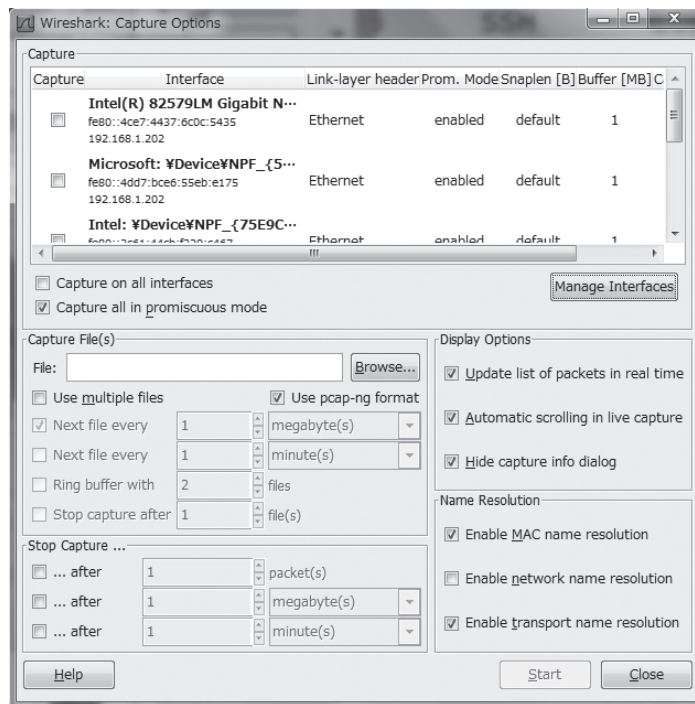 Wireshark: Capture Options
Capture
Capture Interface Link-layer header Prom. Mode Snaplen [B] Buffer [MB] C
Intel(R) 82579LM Gigabit N···
fe80::4ce7:4437:6c0c:5435
192.168.1.202
Ethernet enabled default 1
Microsoft: ¥Device¥NPF_{5···
fe80::4dd7:bce6:55eb:e175
192.168.1.202
Ethernet enabled default 1
Intel: ¥Device¥NPF_{75E9C···
Ethernet enabled default 1
Capture on all interfaces
Capture all in promiscuous mode
Manage Interfaces
Capture File(s)
File:
Browse...
Use multiple files
Use pcap-ng format
Next file every 1 megabyte(s)
Next file every 1 minute(s)
Ring buffer with 2 files
Stop capture after 1 file(s)
Stop Capture ...
... after 1 packet(s)
... after 1 megabyte(s)
... after 1 minute(s)
Display Options
Update list of packets in real time
Automatic scrolling in live capture
Hide capture info dialog
Name Resolution
Enable MAC name resolution
Enable network name resolution
Enable transport name resolution
Help
Start
Close